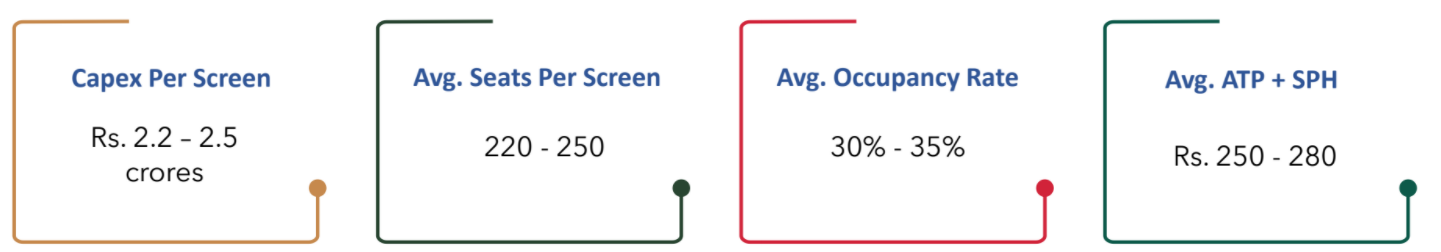 Capex Per Screen
Rs. 2.2 – 2.5
crores
Avg. Seats Per Screen
220 - 250
Avg. Occupancy Rate
30% - 35%
Avg. ATP + SPH
Rs. 250 - 280